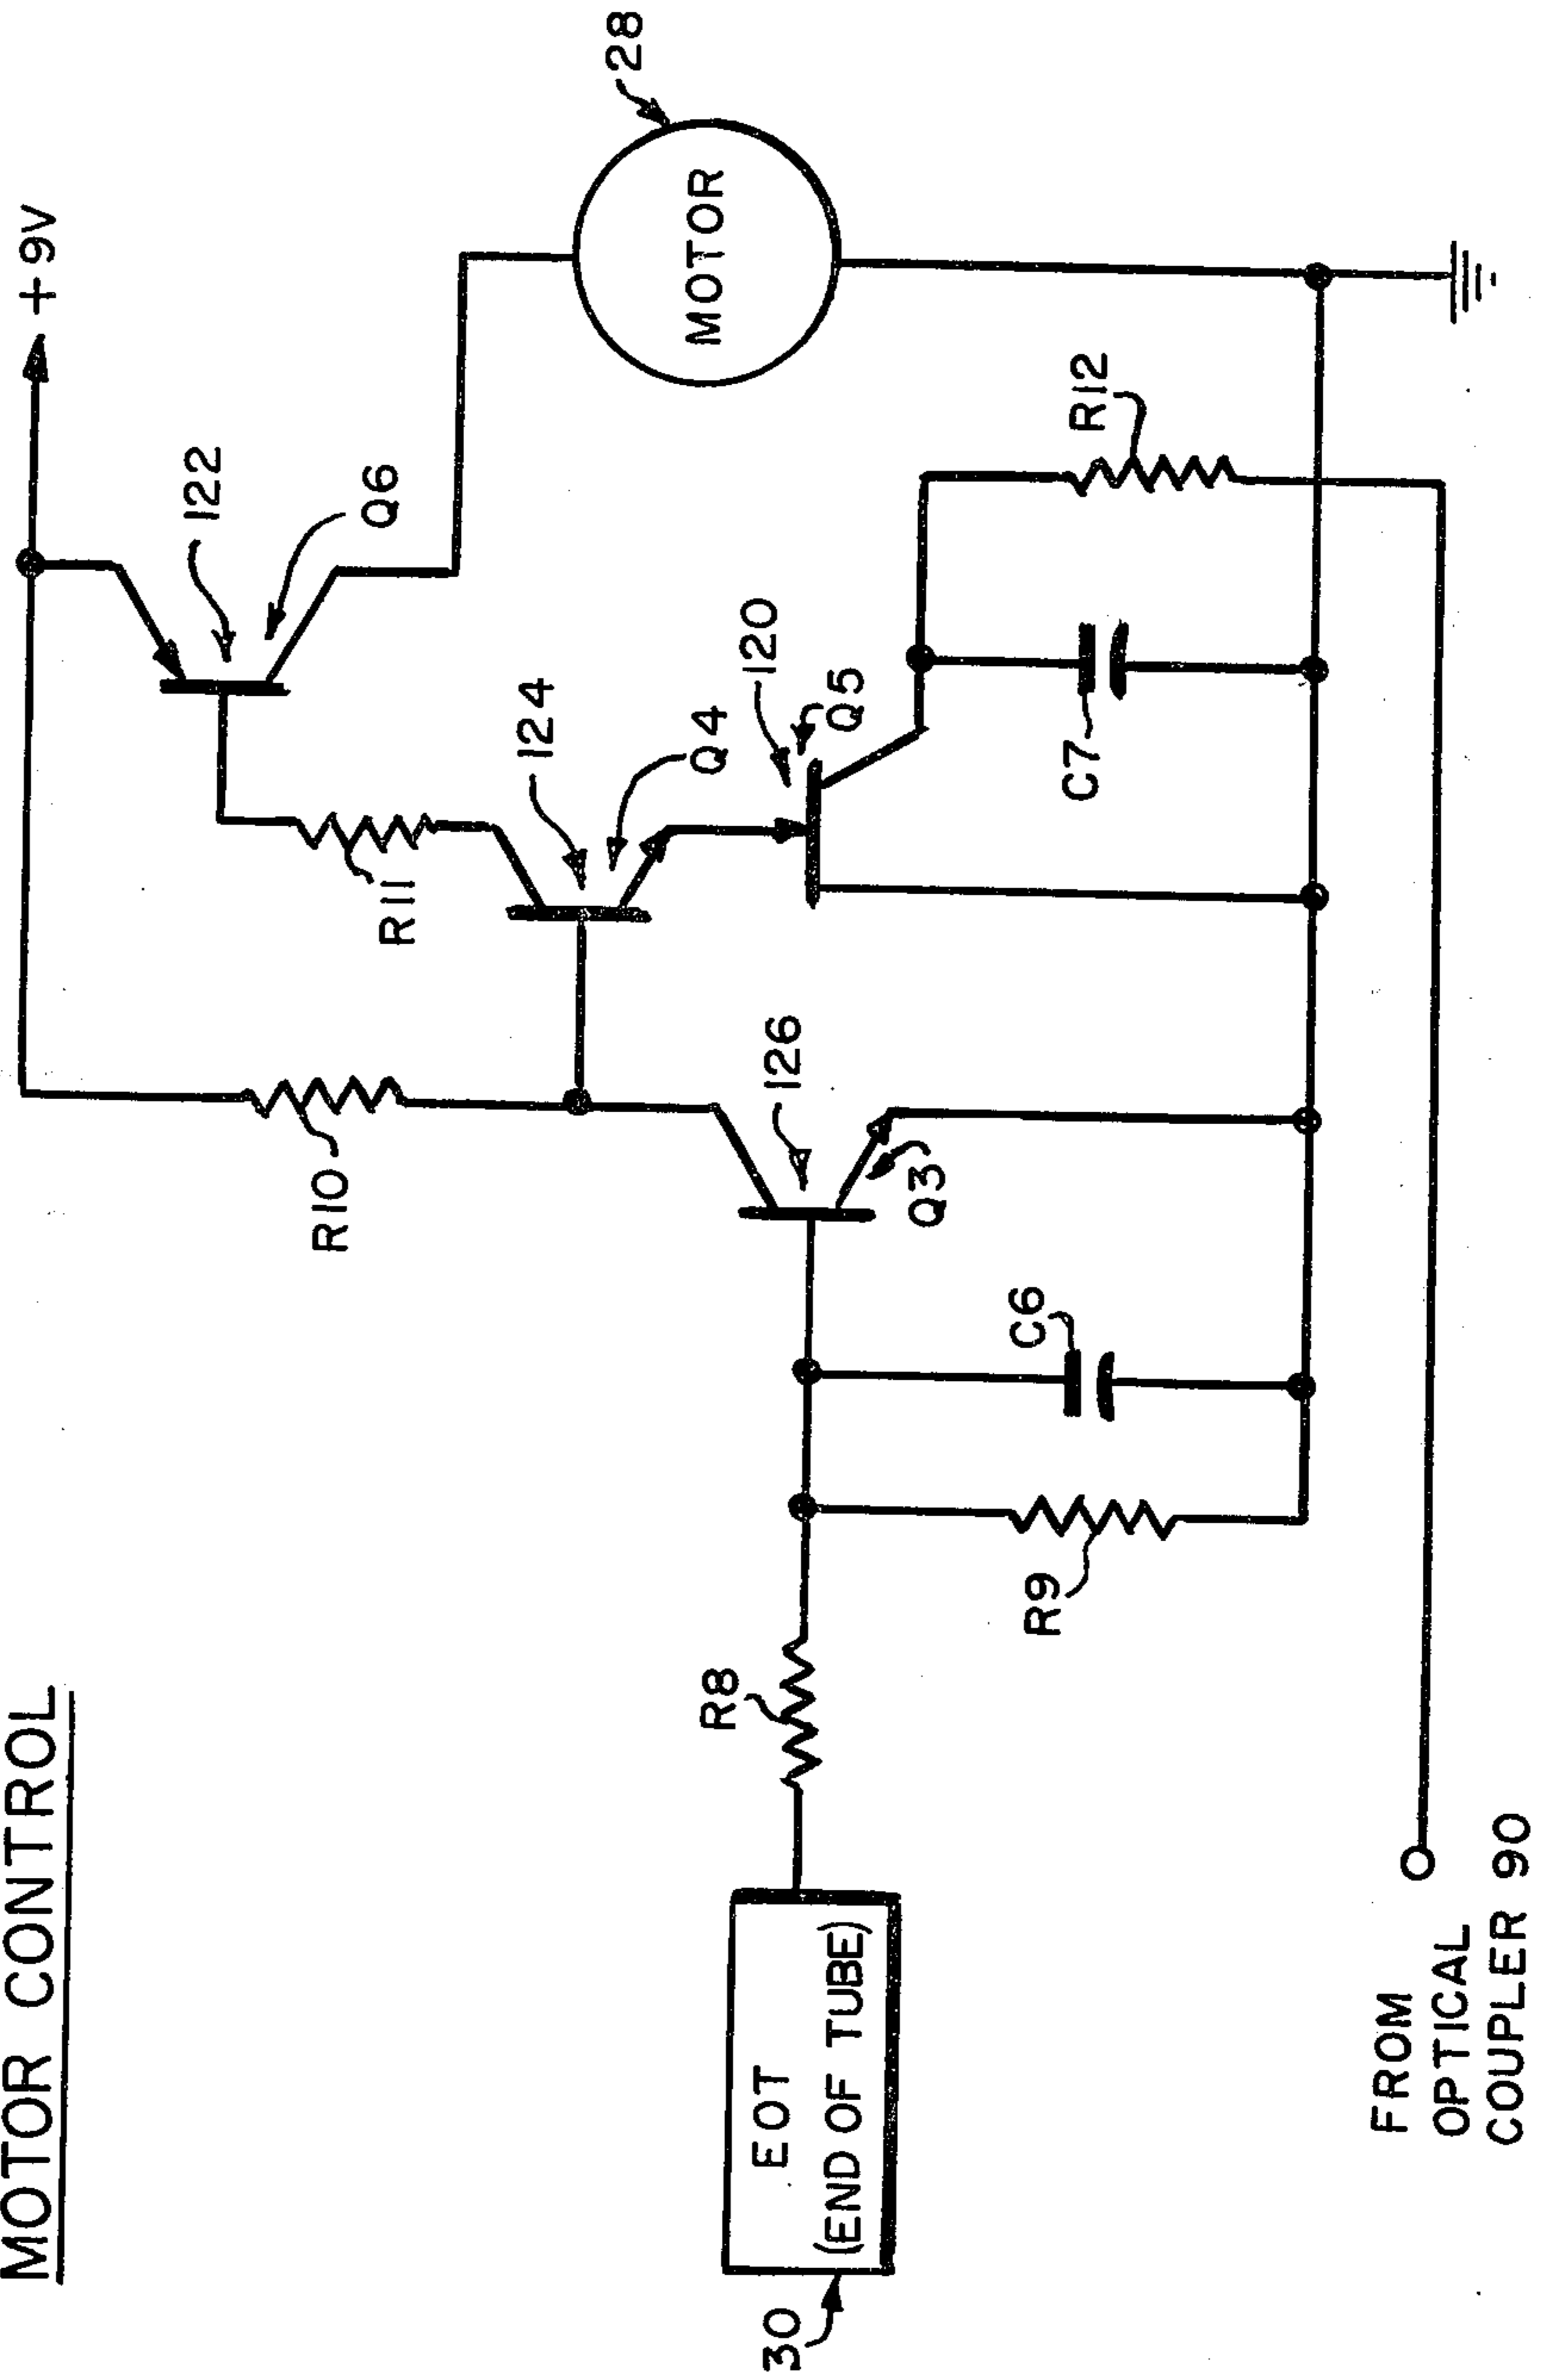 MOTOR CONTROL
+9V
122
Q6
R10
R11
124
Q4
28
MOTOR
120
Q5
126
Q3
R8
C7
R12
C6
R9
30
EOT
(END OF TUBE)
FROM
OPTICAL
COUPLER 90